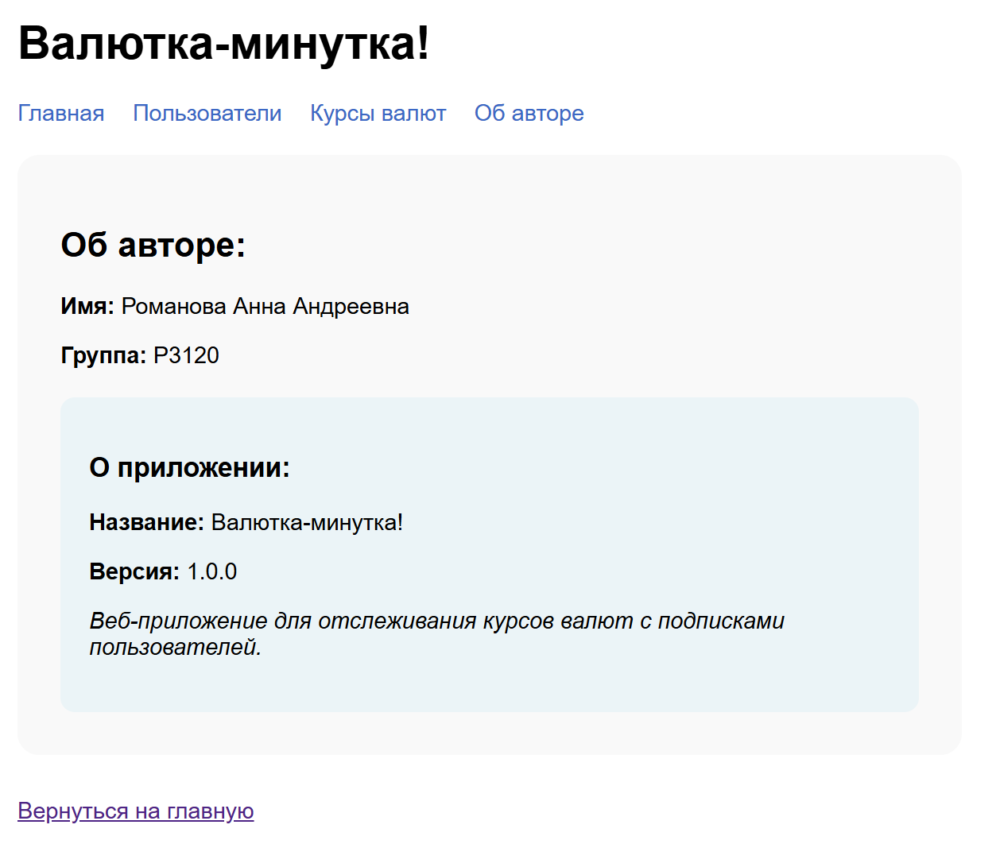 Валютка-минутка!
Главная Пользователи Курсы валют Об авторе
Об авторе:
Имя: Романова Анна Андреевна
Группа: P3120
О приложении:
Название: Валютка-минутка!
Версия: 1.0.0
Веб-приложение для отслеживания курсов валют с подписками
пользователей.
Вернуться на главную